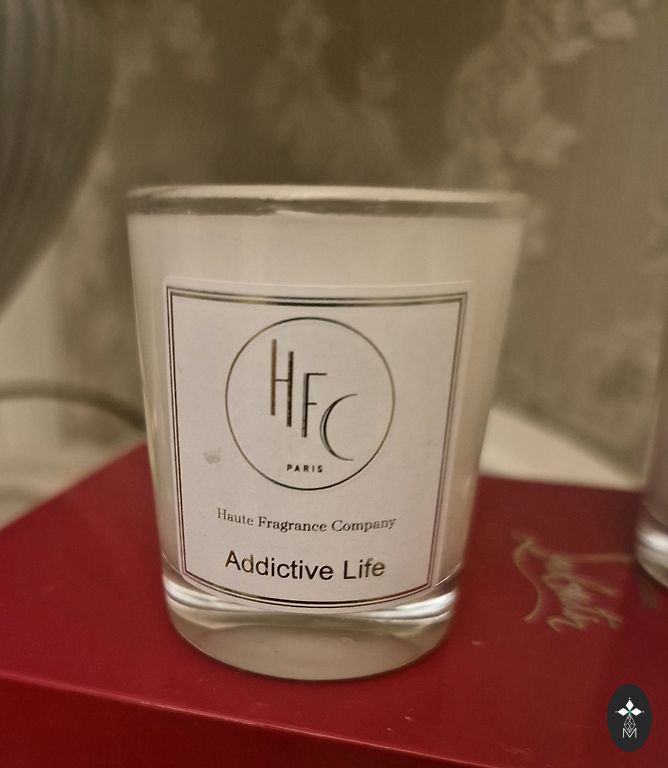 HFC
PARIS
Haute Fragrance Company
Addictive Life
M